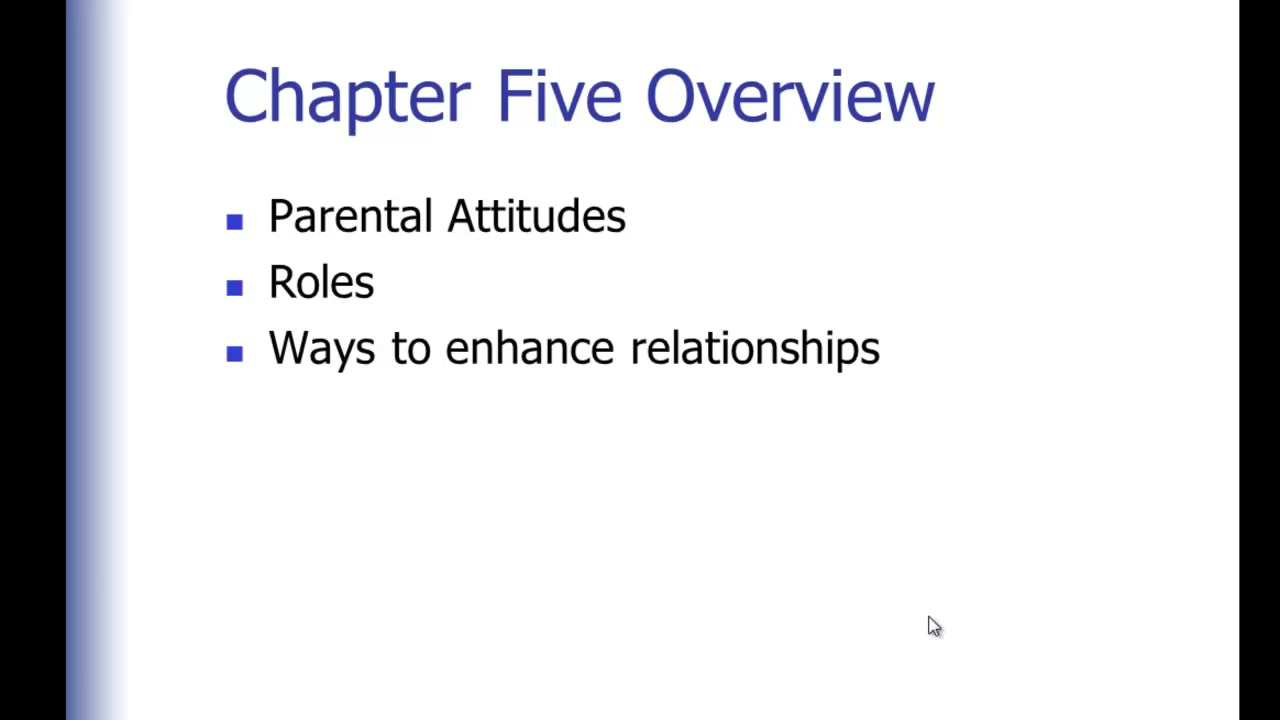 Chapter Five Overview
Parental Attitudes
Roles
Ways to enhance relationships